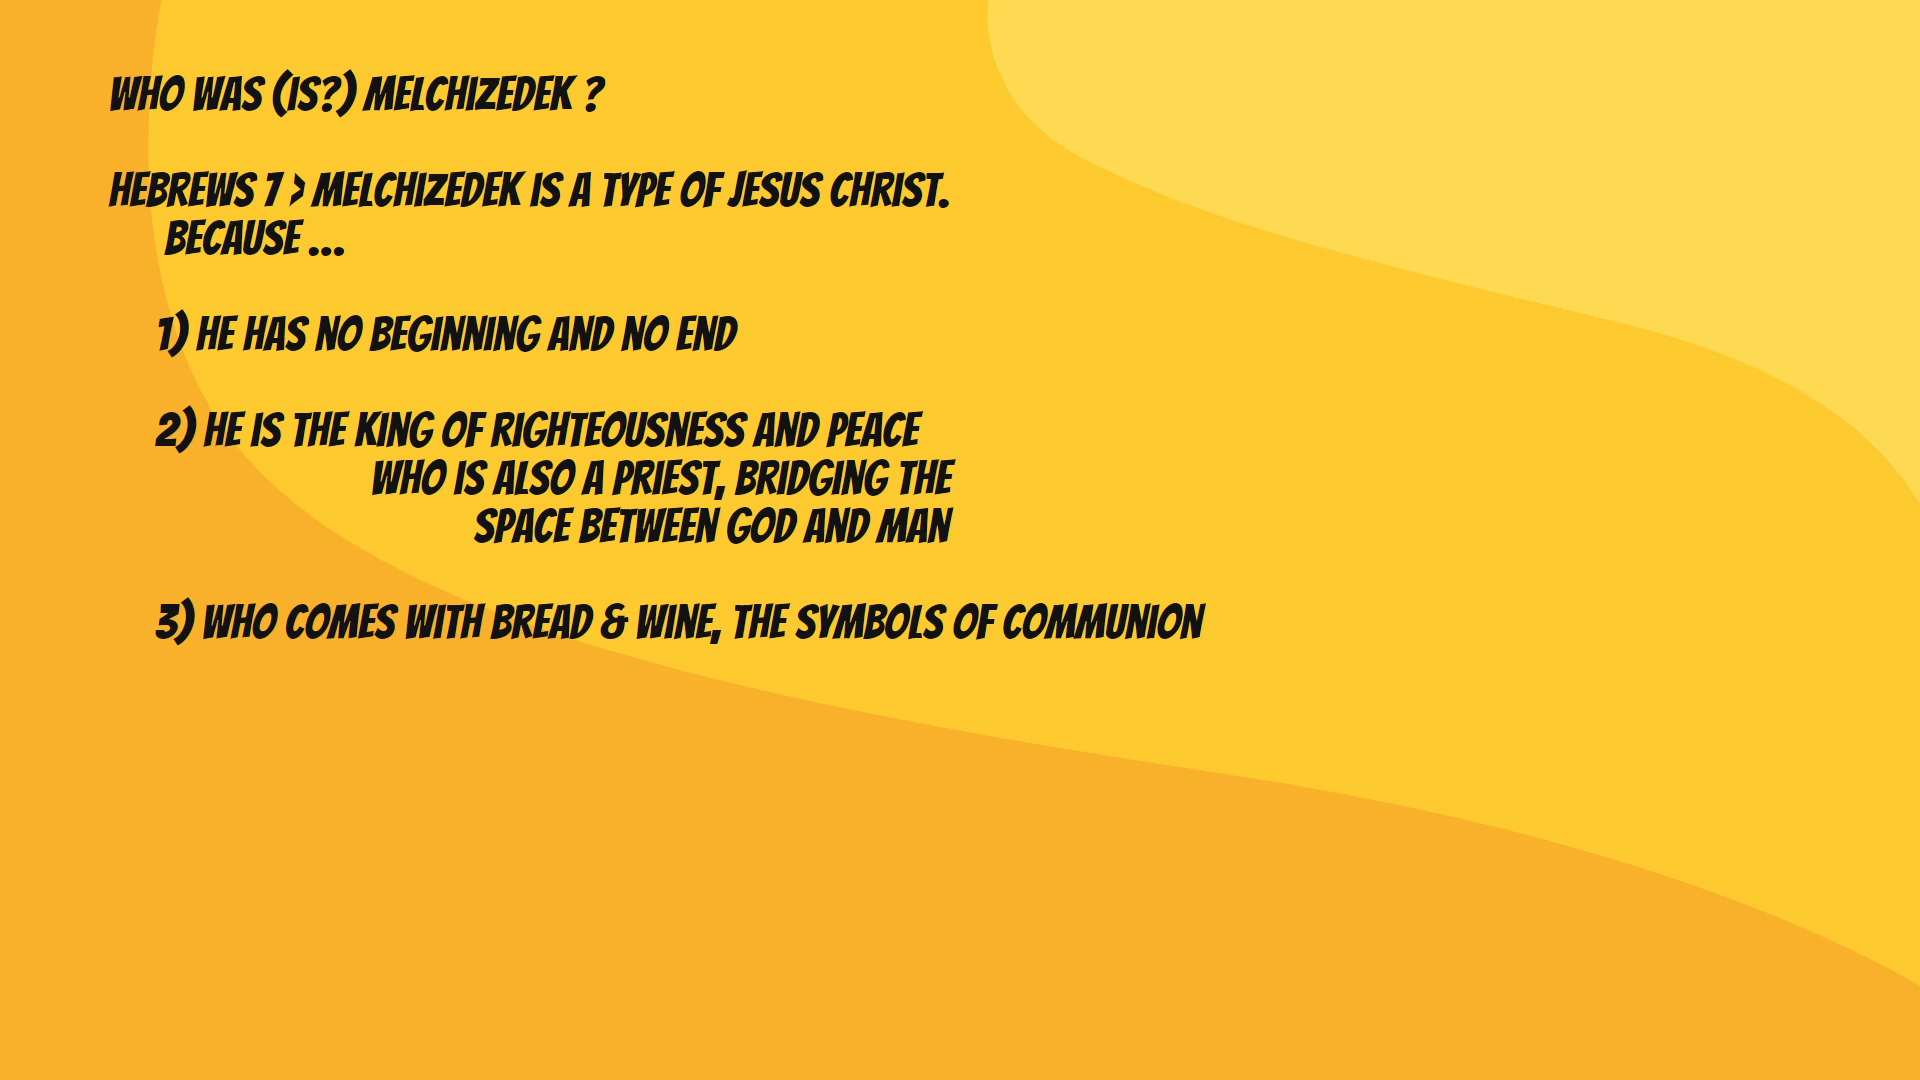 WHO WAS (IS?) MELCHIZEDEK ?
HEBREWS 7 > MELCHIZEDEK IS A TYPE OF JESUS CHRIST.
BECAUSE ...
1) HE HAS NO BEGINNING AND NO END
2) HE IS THE KING OF RIGHTEOUSNESS AND PEACE
WHO IS ALSO A PRIEST, BRIDGING THE
SPACE BETWEEN GOD AND MAN
3) WHO COMES WITH BREAD & WINE, THE SYMBOLS OF COMMUNION